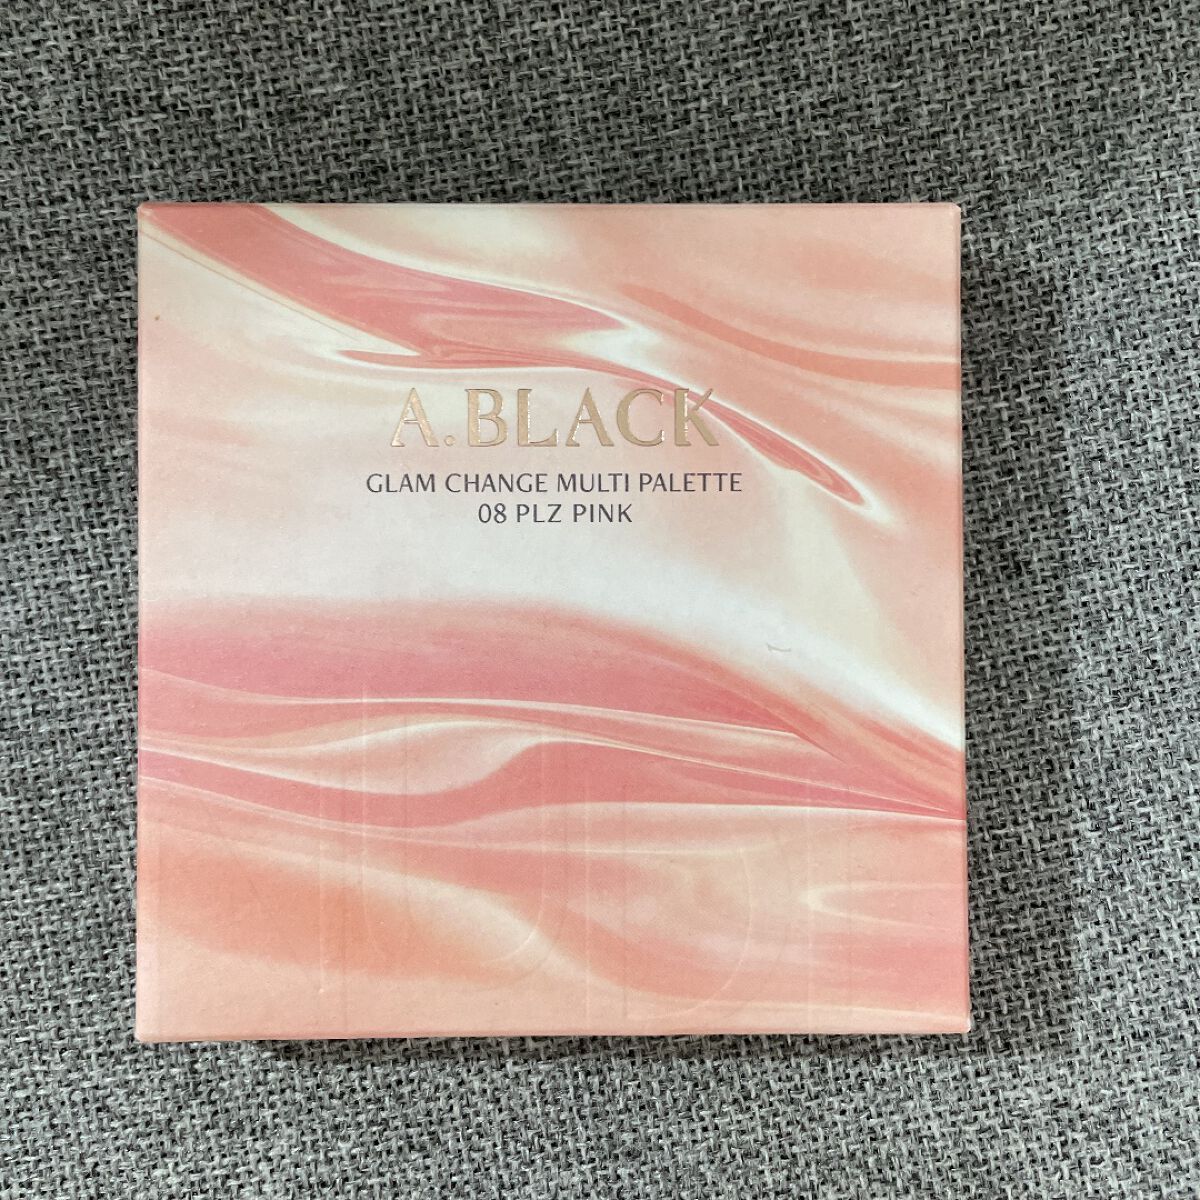 A.BLACK
GLAM CHANGE MULTI PALETTE
08 PLZ PINK